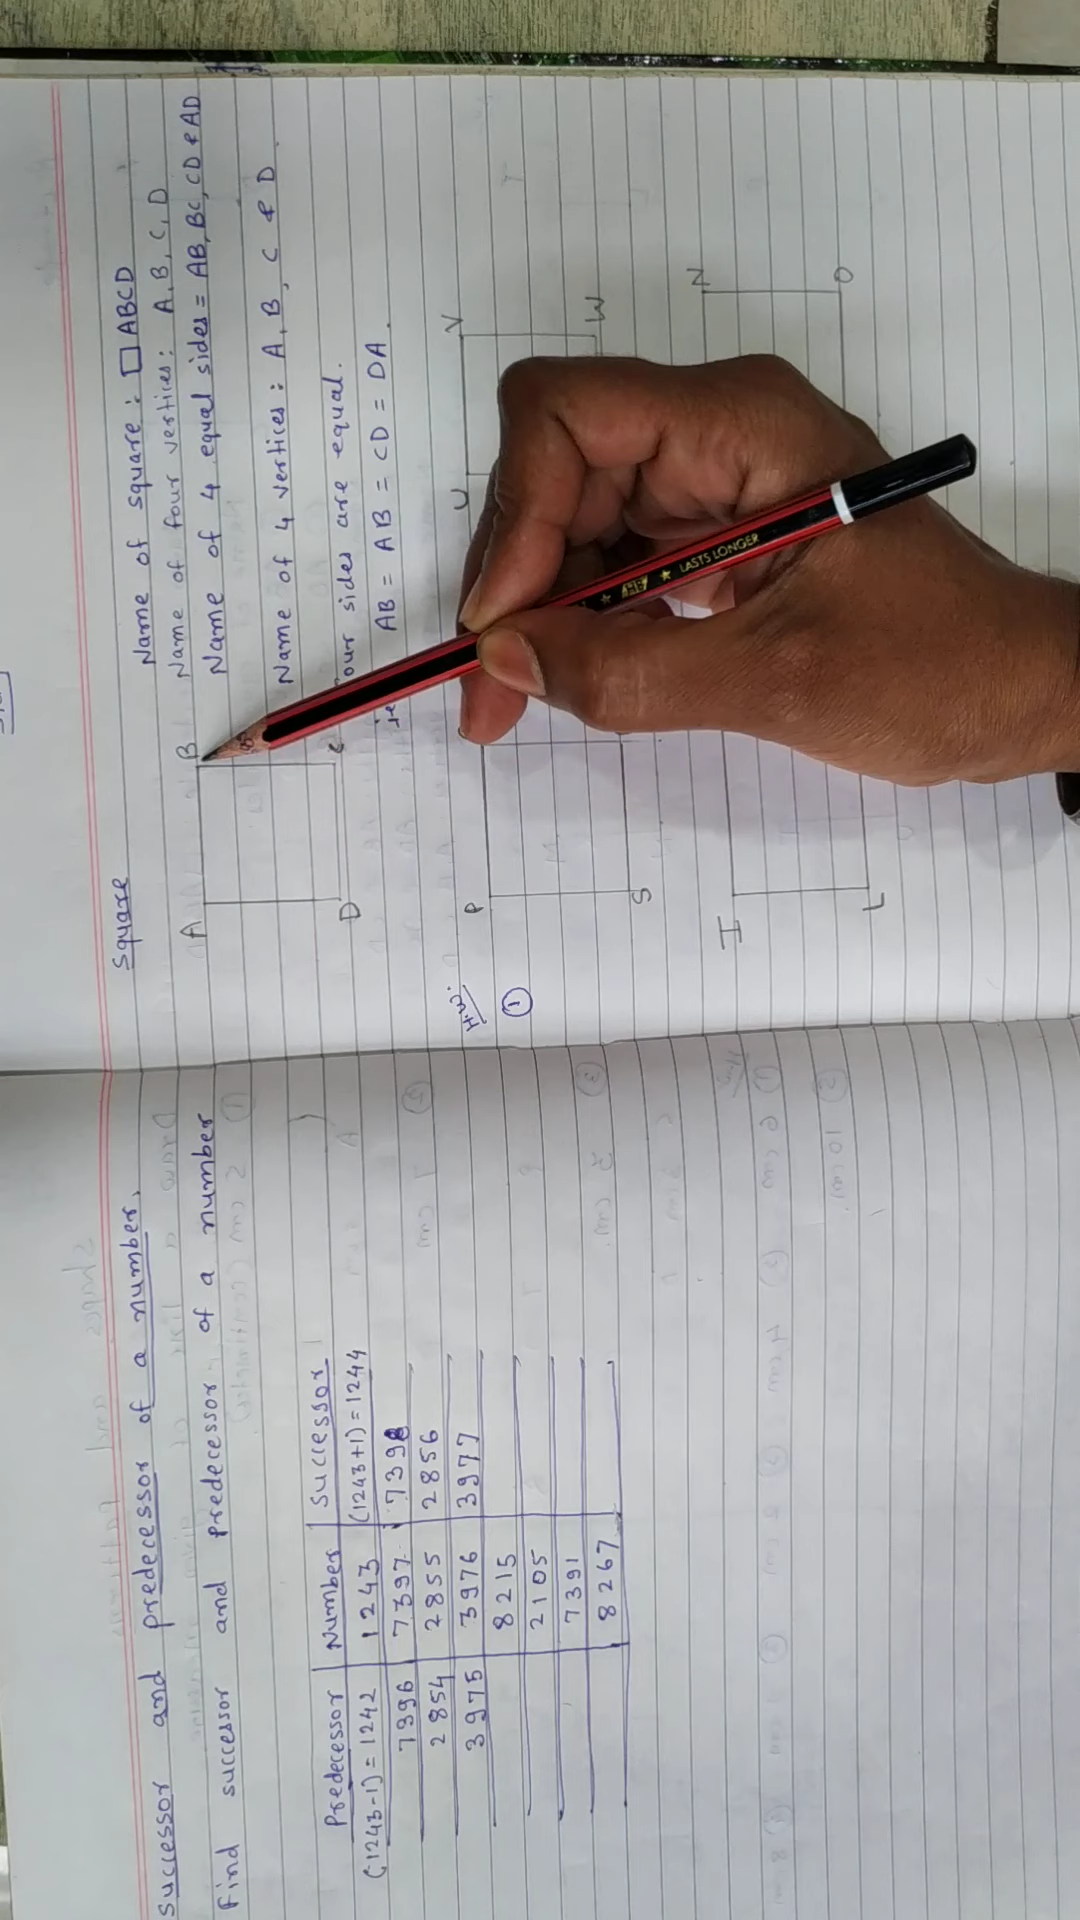 Successor and predecessor of a number.
Find successor and predecessor of a number
Predecessor Number Successor
(1243-1) = 1242 1243 (1243+1) = 1244
7396 7397 7398
2854 2855 2856
3975 3976 3977
8215
2105
7391
8267
Square
A B
D C
Name of square : □ ABCD
Name of four vertices: A, B, C, D
Name of 4 equal sides = AB, BC, CD & AD
Name of 4 vertices : A, B, C & D
our sides are equal.
ie AB = AB = CD = DA.
H.W.
① P
S
U V
W
I N
L O
HB LASTS LONGER